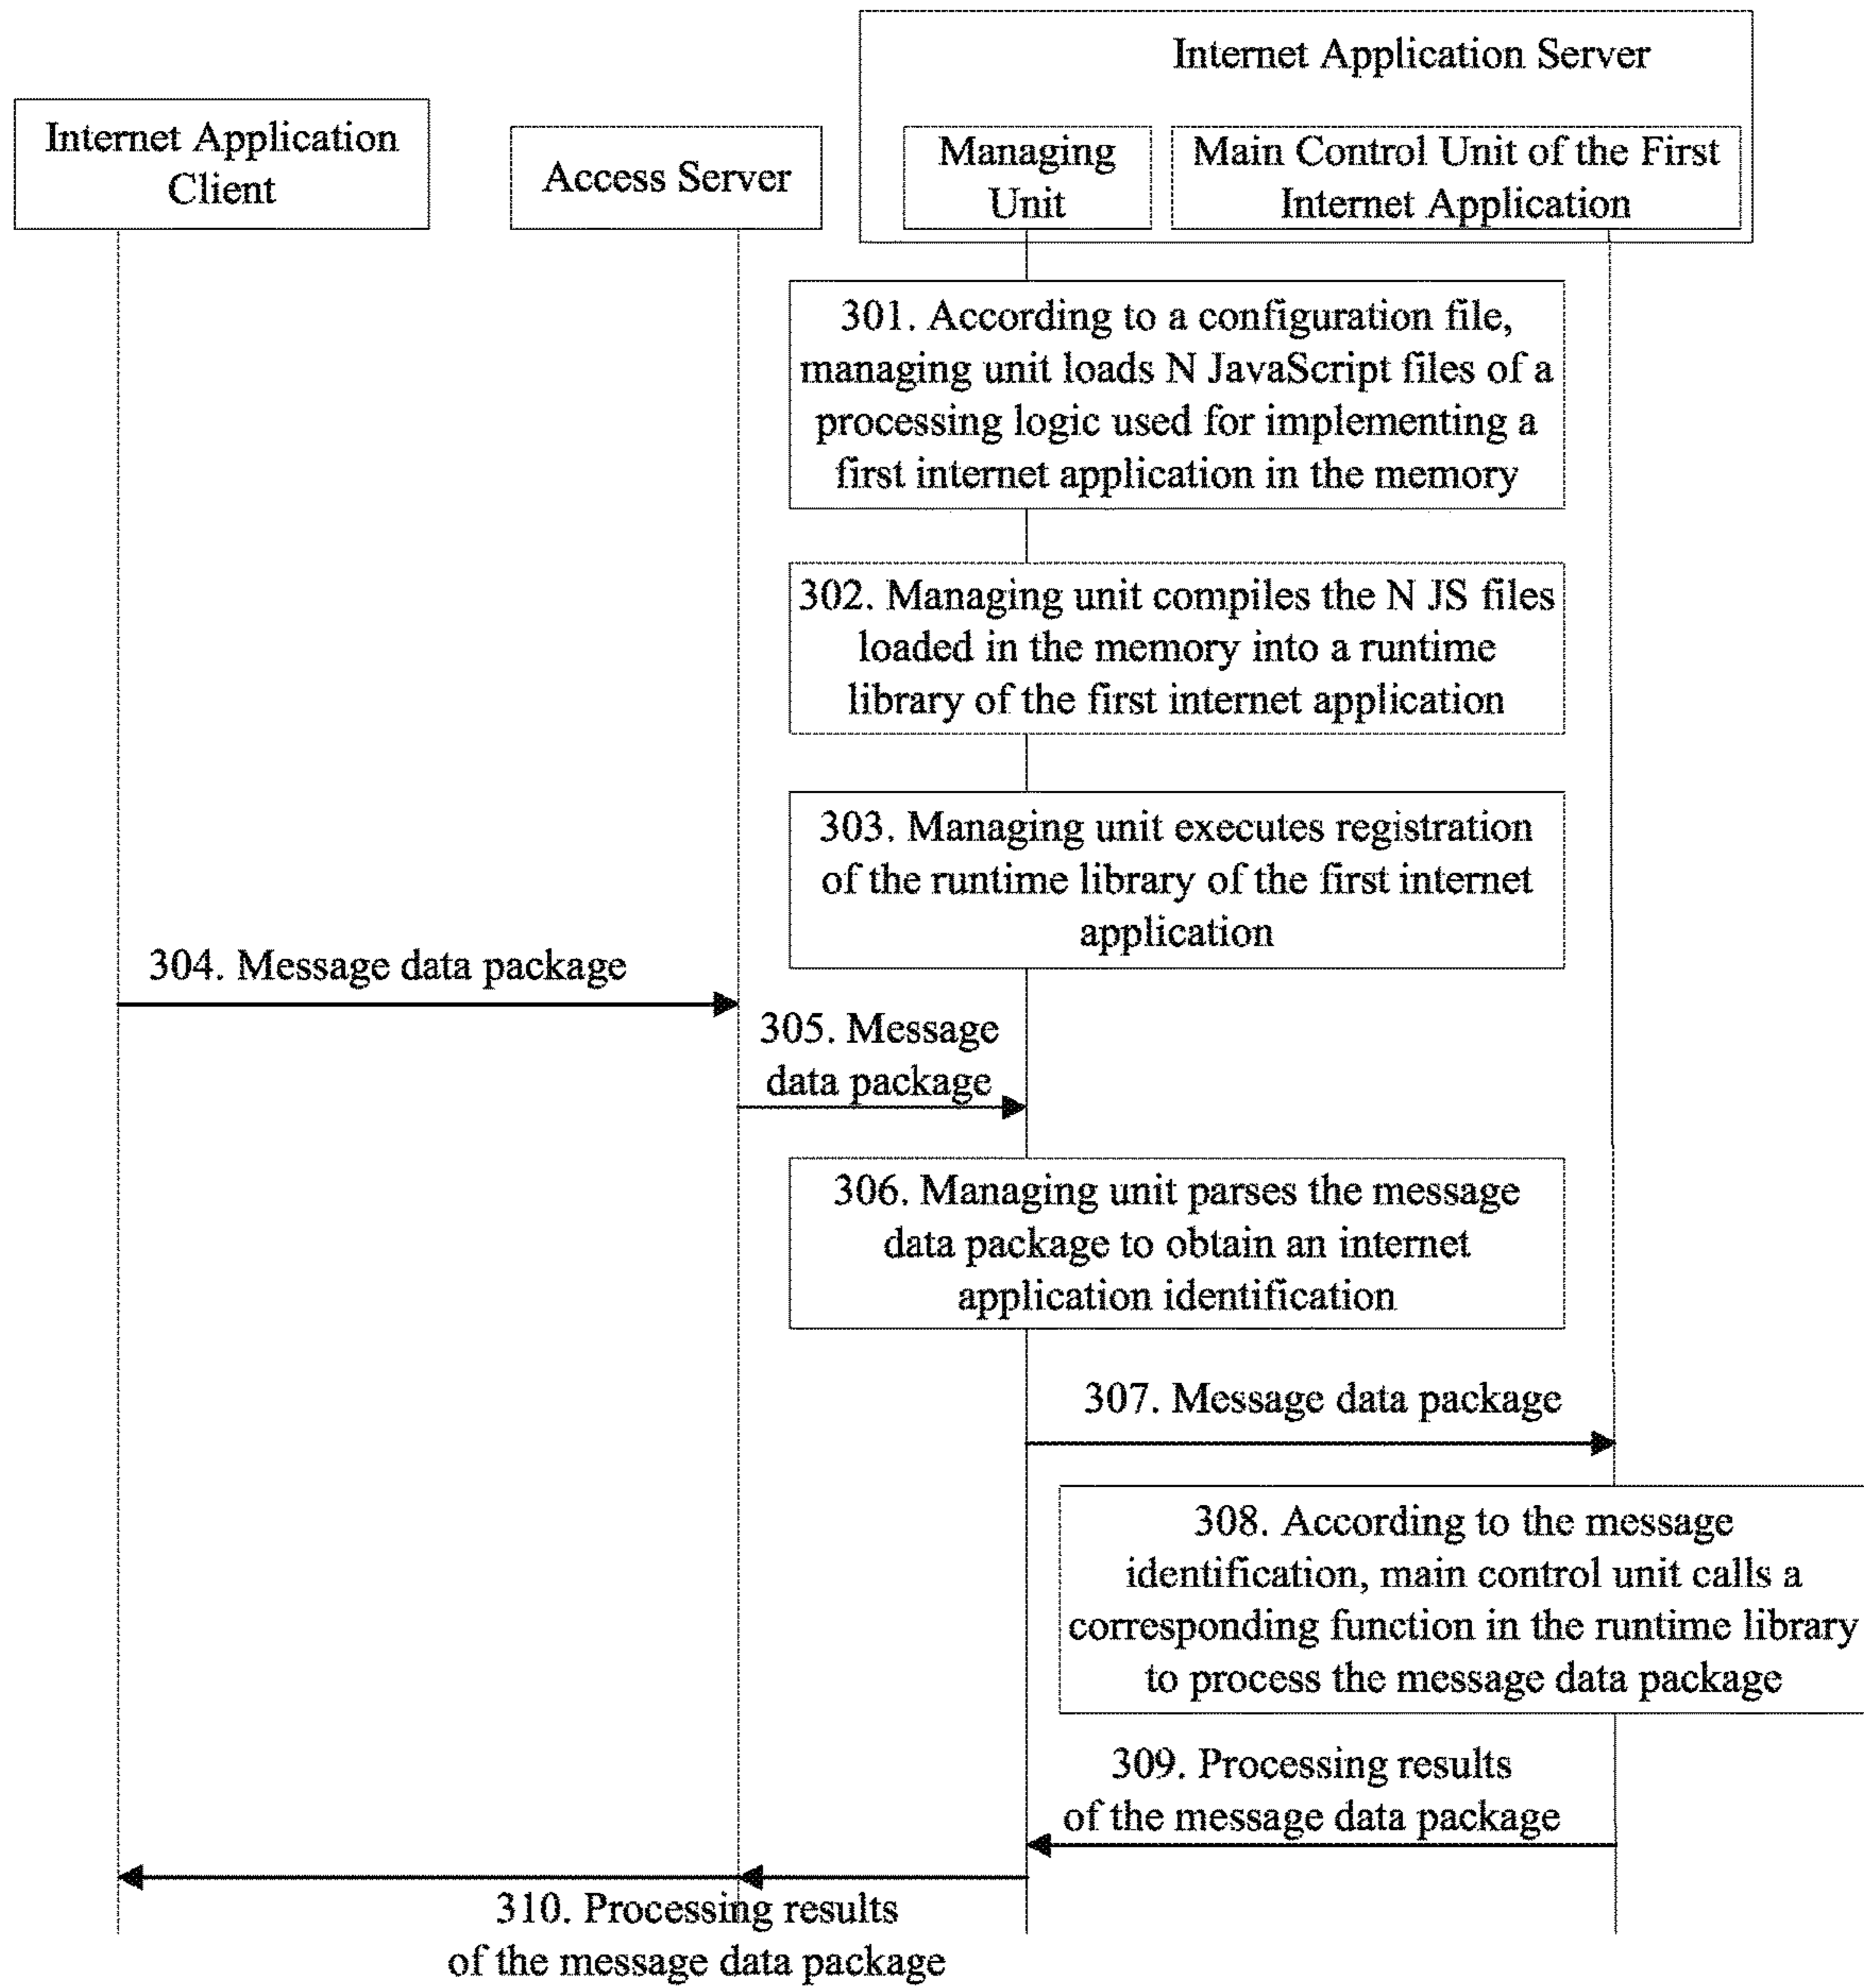 Internet Application Server
Internet Application
Client
Access Server
Managing
Unit
Main Control Unit of the First
Internet Application
301. According to a configuration file,
managing unit loads N JavaScript files of a
processing logic used for implementing a
first internet application in the memory
302. Managing unit compiles the N JS files
loaded in the memory into a runtime
library of the first internet application
303. Managing unit executes registration
of the runtime library of the first internet
application
304. Message data package
305. Message
data package
306. Managing unit parses the message
data package to obtain an internet
application identification
307. Message data package
308. According to the message
identification, main control unit calls a
corresponding function in the runtime library
to process the message data package
309. Processing results
of the message data package
310. Processing results
of the message data package